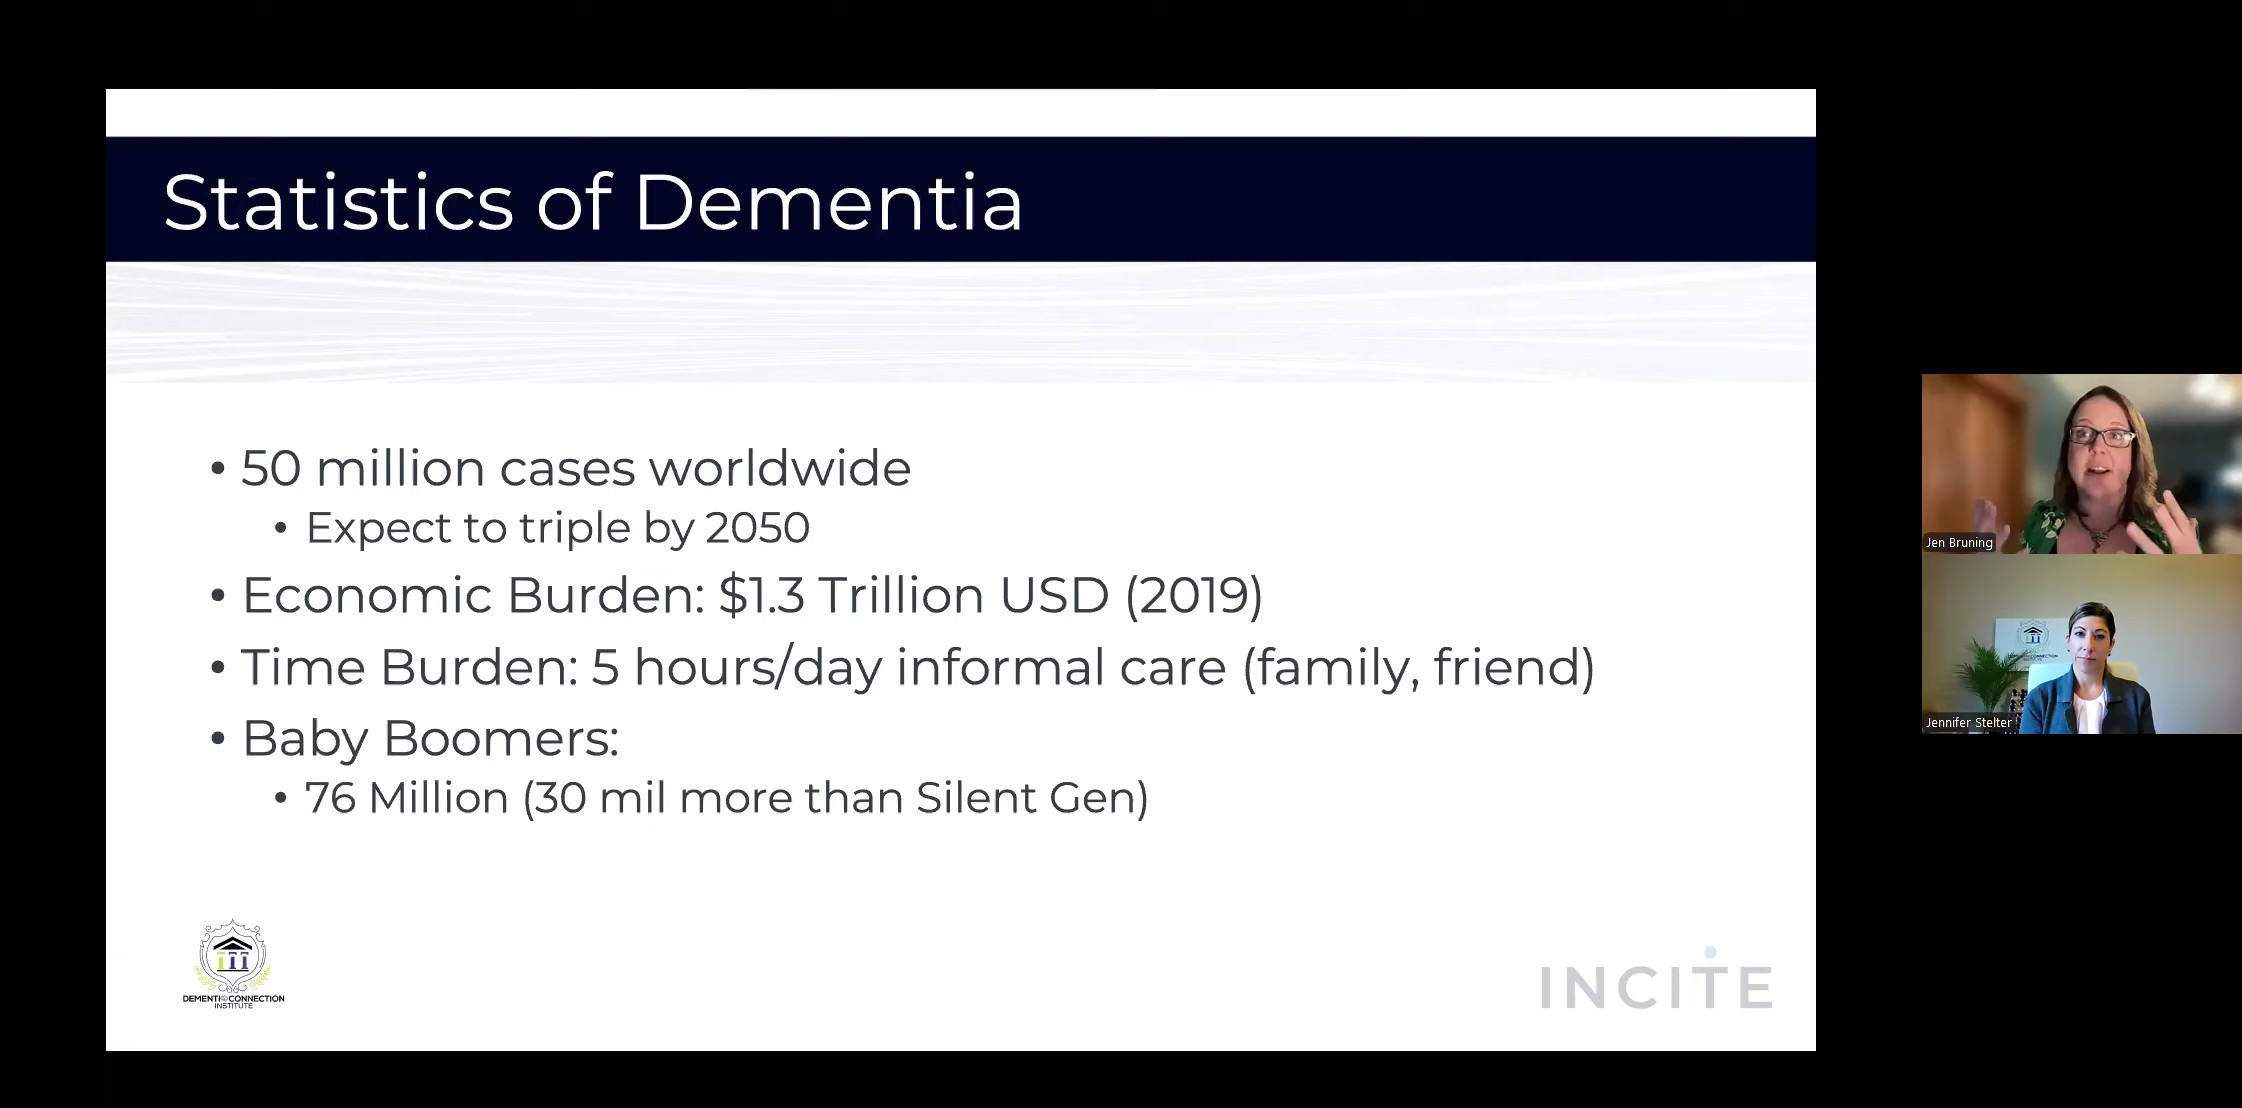 Statistics of Dementia
• 50 million cases worldwide
• Expect to triple by 2050
• Economic Burden: $1.3 Trillion USD (2019)
• Time Burden: 5 hours/day informal care (family, friend)
• Baby Boomers:
• 76 Million (30 mil more than Silent Gen)
DEMENTIA CONNECTION
INSTITUTE
INCITE
Jen Bruning
Jennifer Stelter